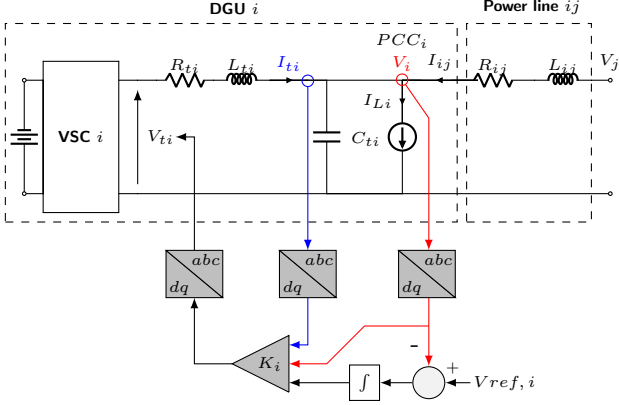 DGU i
Power line ij
PCC_i
R_ti
L_ti
I_ti
V_i
I_ij
R_ij
L_ij
V_j
I_Li
VSC i
V_ti
C_ti
abc
dq
abc
dq
abc
dq
-
K_i
∫
+
Vref, i